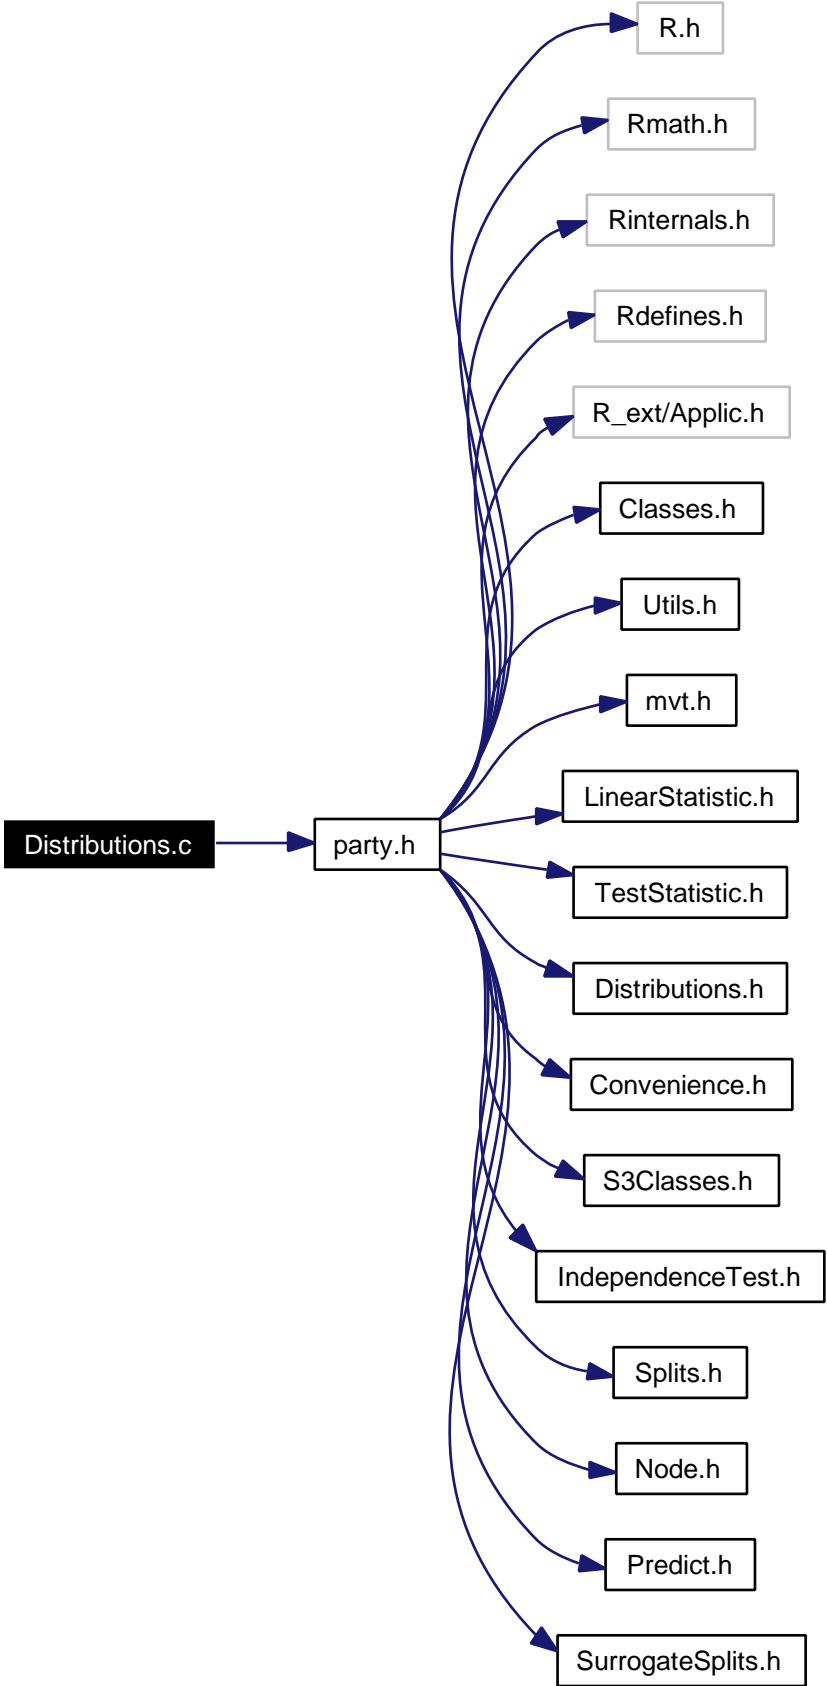 R.h
Rmath.h
Rinternals.h
Rdefines.h
R_ext/Applic.h
Classes.h
Utils.h
mvt.h
LinearStatistic.h
Distributions.c
party.h
TestStatistic.h
Distributions.h
Convenience.h
S3Classes.h
IndependenceTest.h
Splits.h
Node.h
Predict.h
SurrogateSplits.h